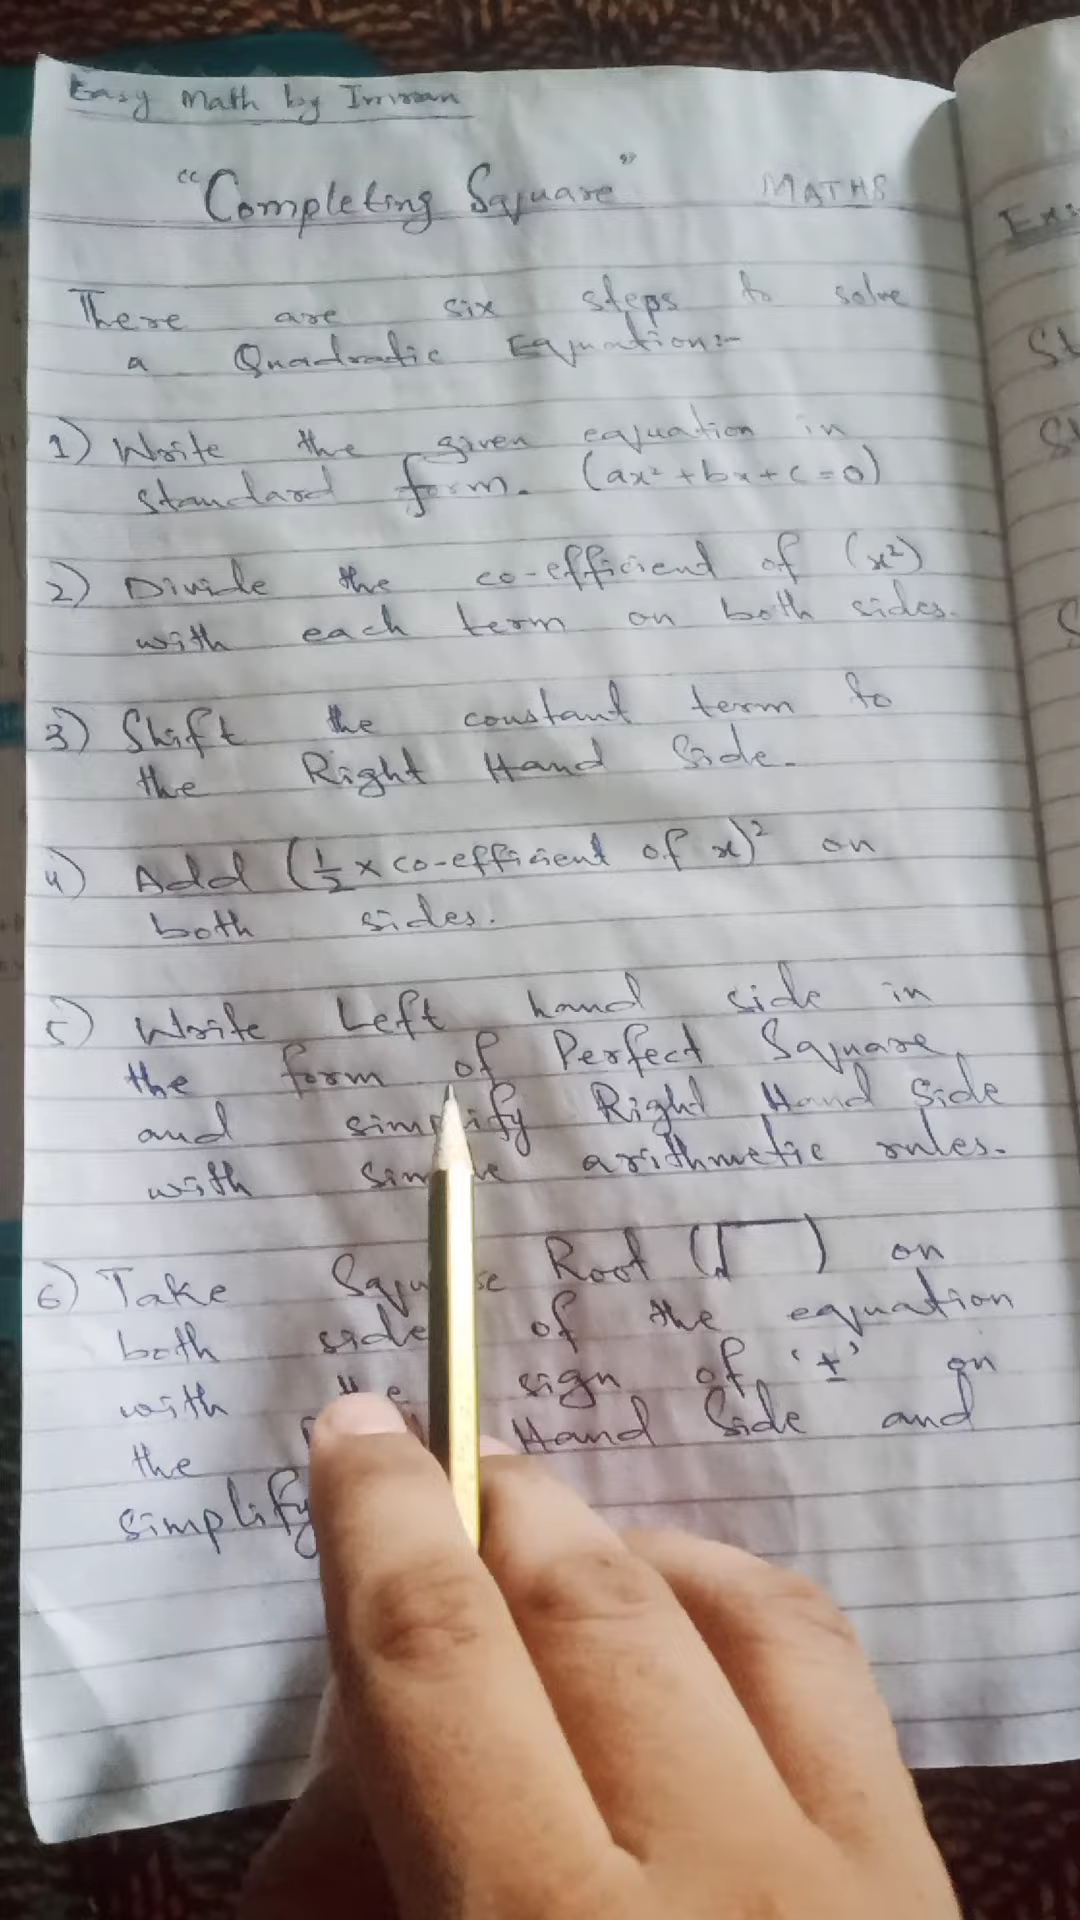 Easy Math by Imran
"Completing Square" MATHS
There are six steps to solve
a Quadratic Equation:-
1) Write the given equation in
standard form. (ax² + bx + c = 0)
2) Divide the co-efficient of (x²)
with each term on both sides.
3) Shift the constant term to
the Right Hand Side.
4) Add (1/2 × co-efficient of x)² on
both sides.
5) Write Left hand side in
the form of Perfect Square,
and simplify Right Hand Side
with arithmetic rules.
6) Take Root (√ ) on
both side of the equation
with the sign of '±' on
the Hand Side and
simplify